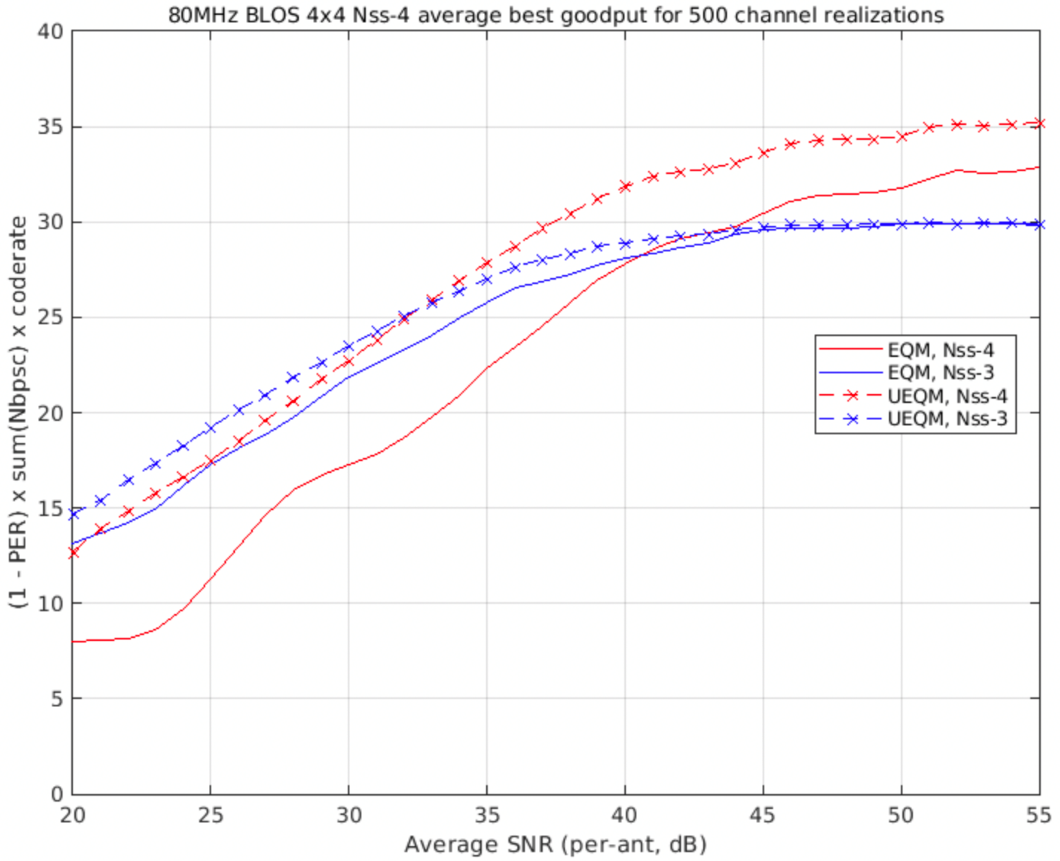 80MHz BLOS 4x4 Nss-4 average best goodput for 500 channel realizations
(1 - PER) x sum(Nbpsc) x coderate
40
35
30
25
20
15
10
5
0
EQM, Nss-4
EQM, Nss-3
UEQM, Nss-4
UEQM, Nss-3
20 25 30 35 40 45 50 55
Average SNR (per-ant, dB)